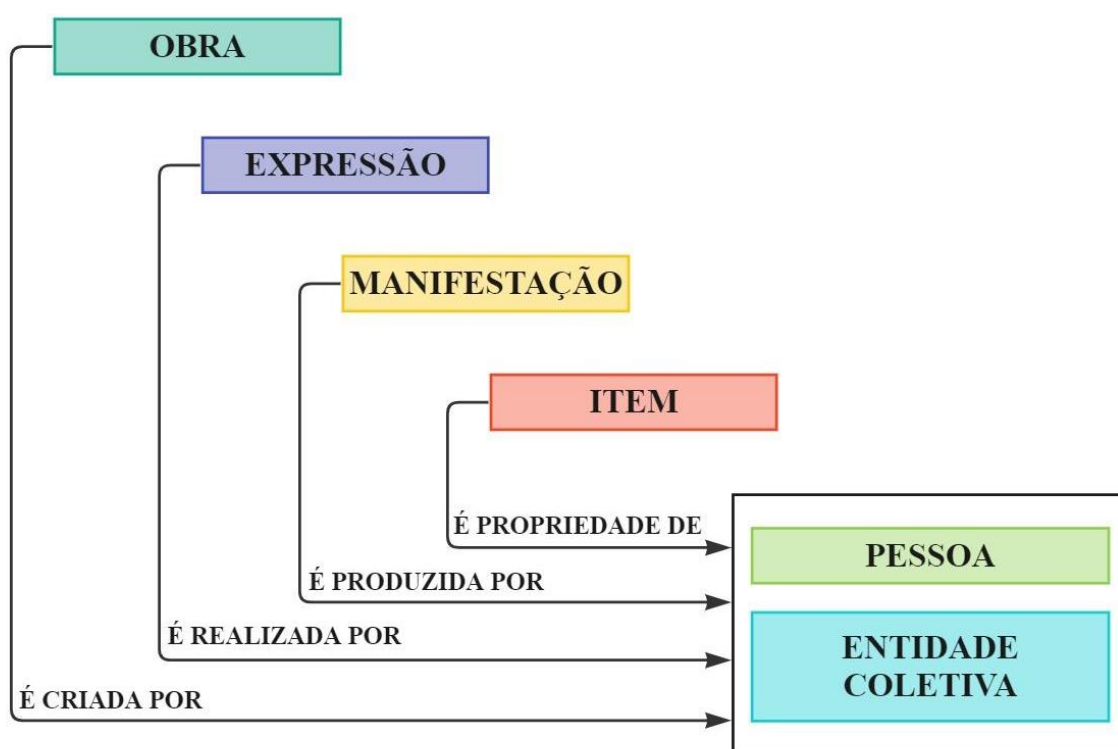 OBRA
EXPRESSÃO
MANIFESTAÇÃO
ITEM
É PROPRIEDADE DE
PESSOA
É PRODUZIDA POR
É REALIZADA POR
ENTIDADE
COLETIVA
É CRIADA POR